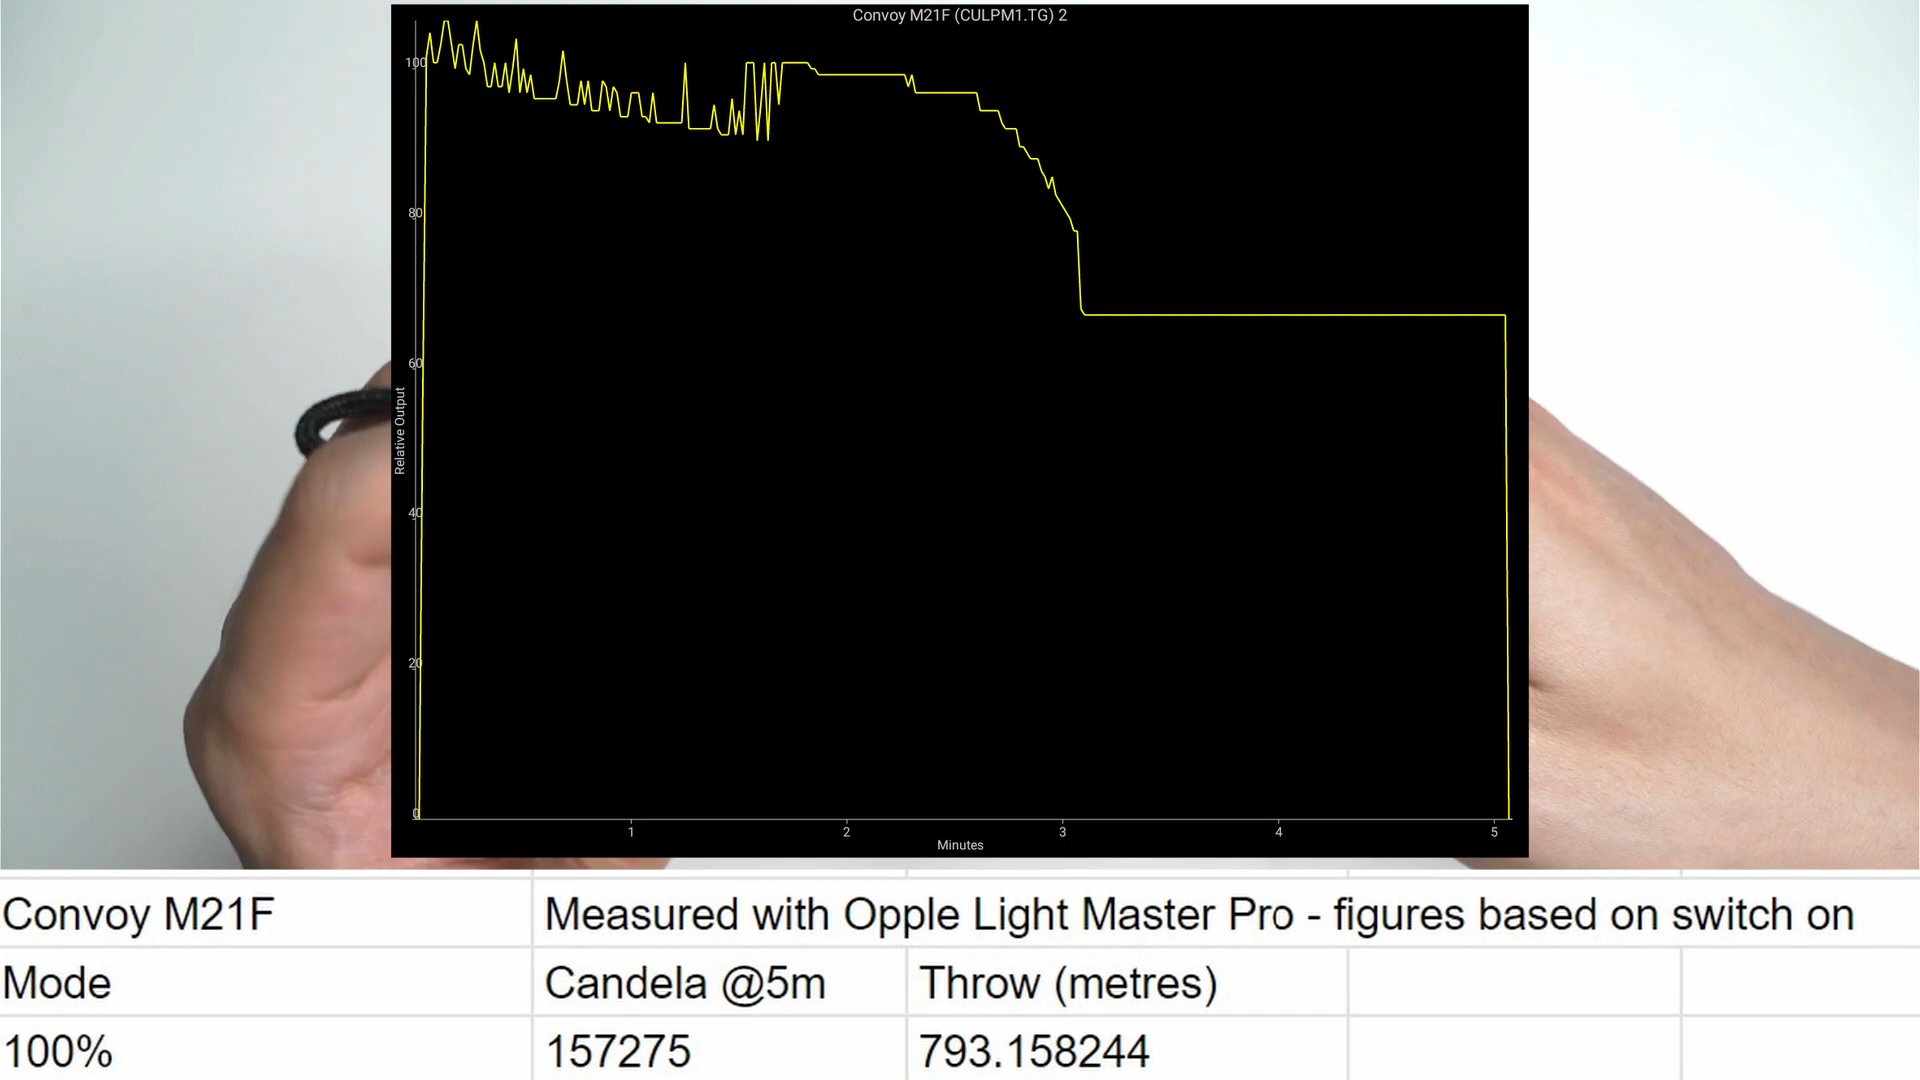 Convoy M21F (CULPM1.TG) 2
100
80
60
40
20
0
Relative Output
1 2 3 4 5
Minutes
Convoy M21F Measured with Opple Light Master Pro - figures based on switch on
Mode Candela @5m Throw (metres)
100% 157275 793.158244